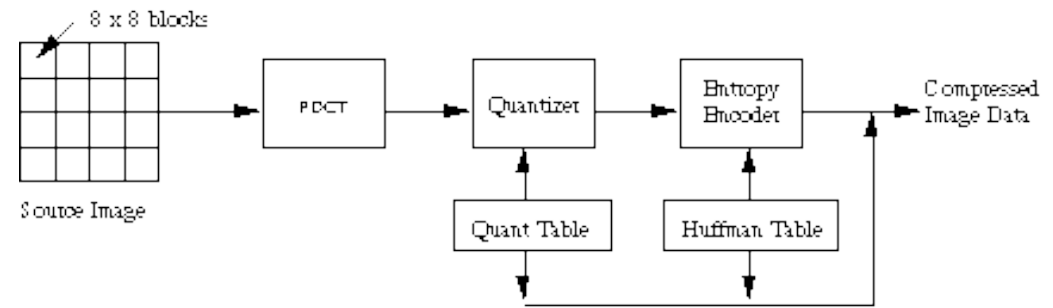 8 x 8 blocks
FDCT
Quantizer
Entropy
Encoder
Compressed
Image Data
Source Image
Quant Table
Huffman Table